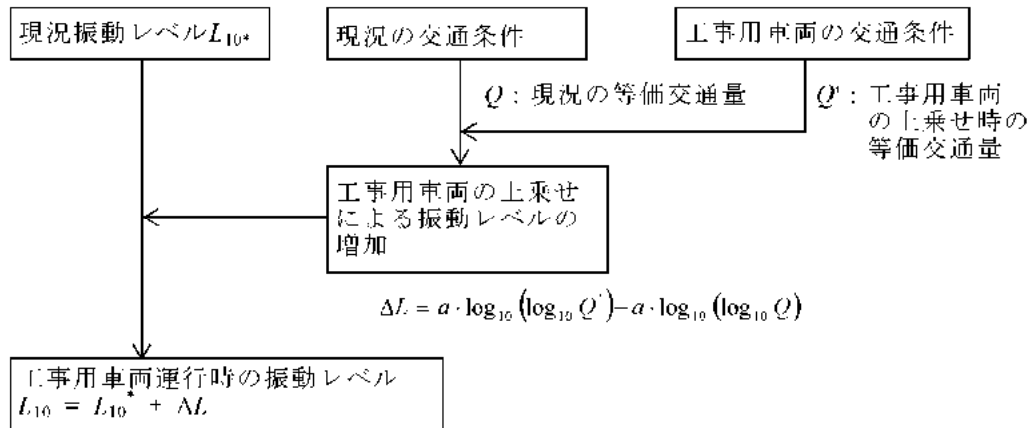 現況振動レベルL10*
現況の交通条件
工事用車両の交通条件
Q：現況の等価交通量
Q'：工事用車両
の上乗せ時の
等価交通量
工事用車両の上乗せ
による振動レベルの
増加
ΔL = a·log10(log10 Q') − a·log10(log10 Q)
工事用車両運行時の振動レベル
L10 = L10* + ΔL